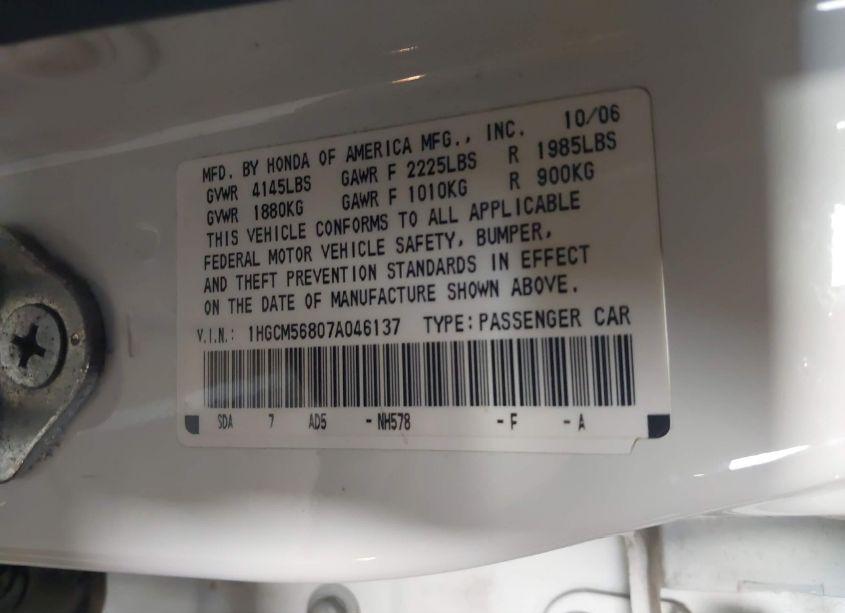 MFD. BY HONDA OF AMERICA MFG., INC. 10/06
GVWR 4145LBS GAWR F 2225LBS R 1985LBS
GVWR 1880KG GAWR F 1010KG R 900KG
THIS VEHICLE CONFORMS TO ALL APPLICABLE
FEDERAL MOTOR VEHICLE SAFETY, BUMPER,
AND THEFT PREVENTION STANDARDS IN EFFECT
ON THE DATE OF MANUFACTURE SHOWN ABOVE.
V.I.N.: 1HGCM56807A046137 TYPE: PASSENGER CAR
SDA 7 AD5 -NH578 -F -A